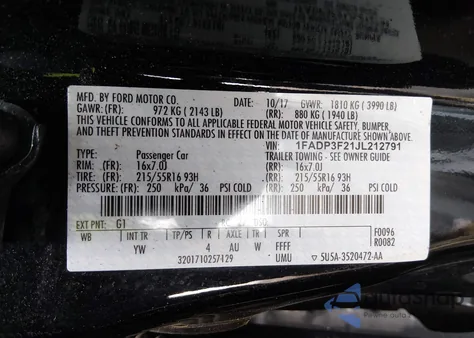 MFD. BY FORD MOTOR CO.
DATE: 10/17 GVWR: 1810 KG ( 3990 LB)
GAWR: (FR): 972 KG ( 2143 LB) (RR): 880 KG ( 1940 LB)
THIS VEHICLE CONFORMS TO ALL APPLICABLE FEDERAL MOTOR VEHICLE SAFETY, BUMPER,
AND THEFT PREVENTION STANDARDS IN EFFECT ON THE DATE OF MANUFACTURE SHOWN ABOVE.
VIN: 1FADP3F21JL212791
TYPE: Passenger Car TRAILER TOWING - SEE OWNER GUIDE
RIM: (FR): 16x7.0J (RR): 16x7.0J
TIRE: (FR): 215/55R16 93H (RR): 215/55R16 93H
PRESSURE: (FR): 250 kPa/ 36 PSI COLD (RR): 250 kPa/ 36 PSI COLD
EXT PNT: G1
WB INT TR TP/PS R AXLE TR SPR
F0096
YW 4 AU W FFFF
R0082
3201710257129 UMU 5U5A-3520472-AA